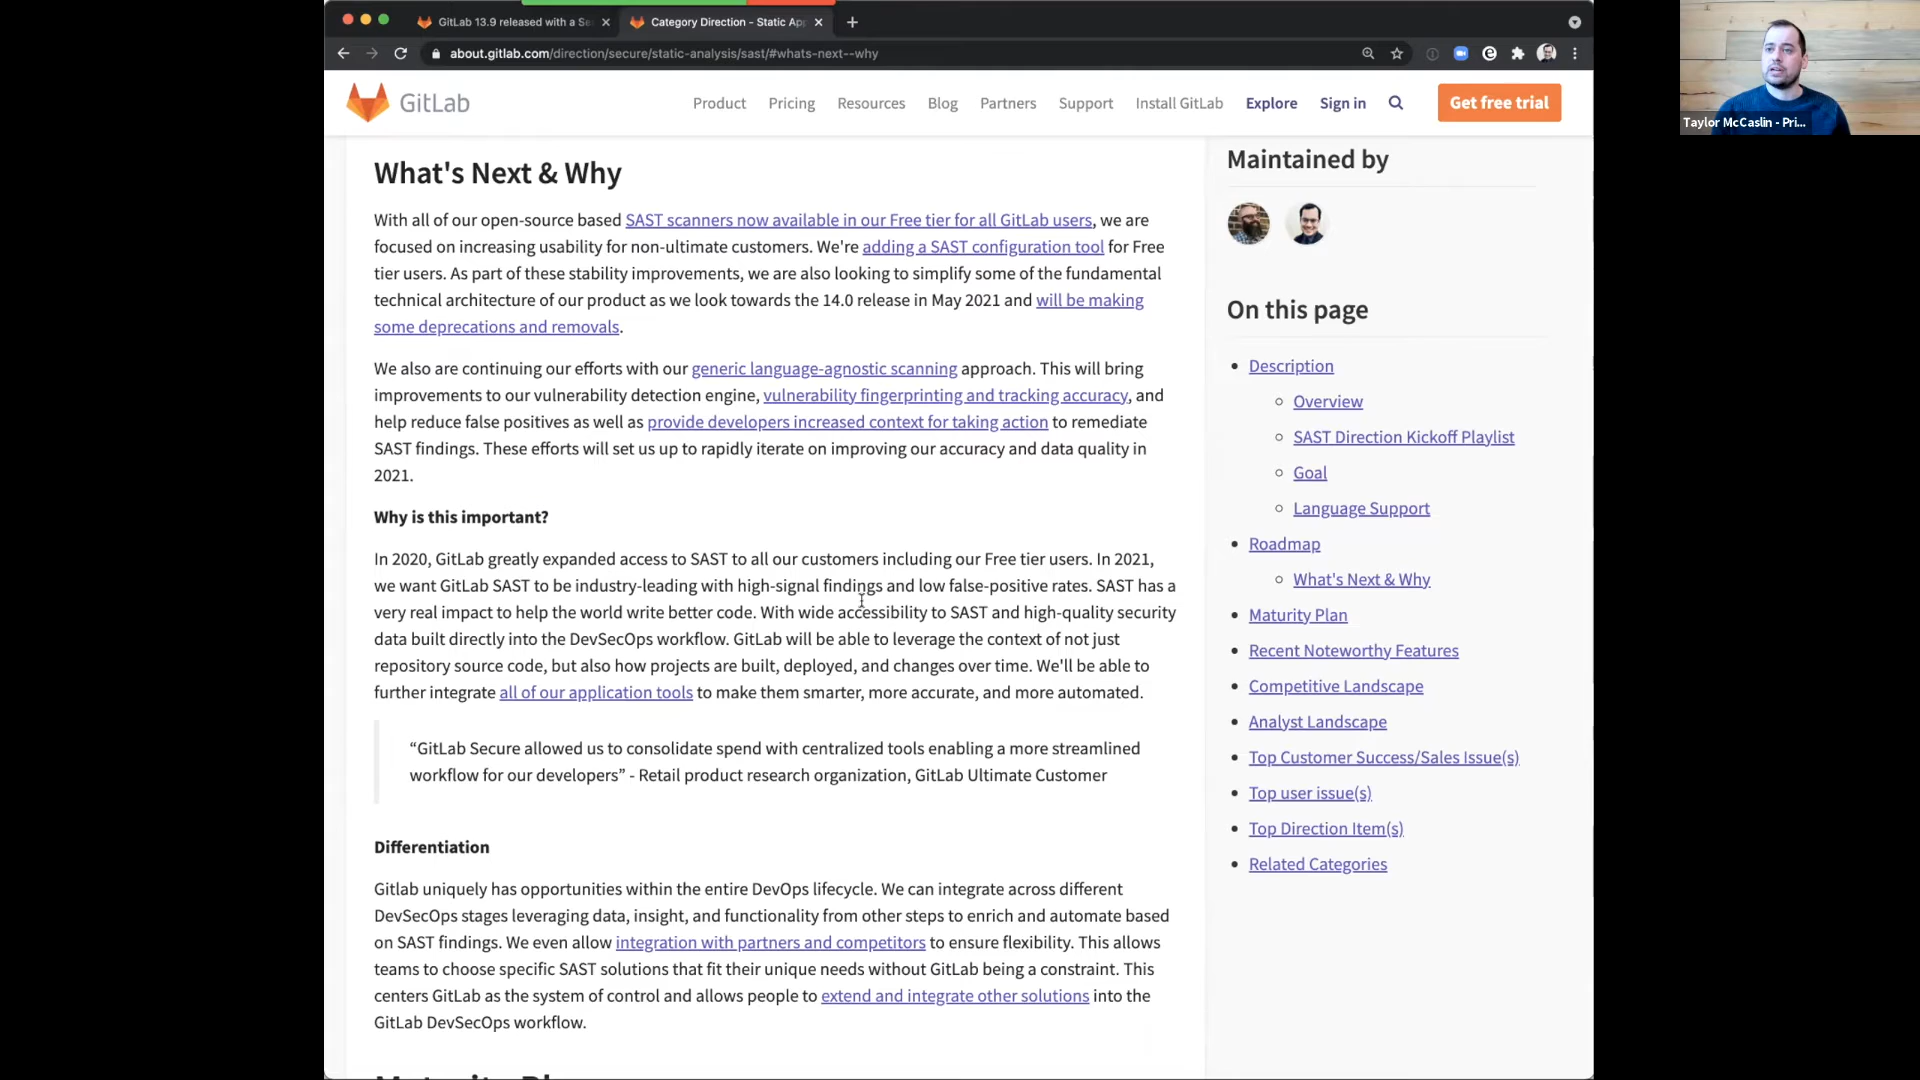 GitLab 13.9 released with a Se
Category Direction - Static Ap
about.gitlab.com/direction/secure/static-analysis/sast/#whats-next--why
GitLab
Product
Pricing
Resources
Blog
Partners
Support
Install GitLab
Explore
Sign in
Get free trial
Taylor McCaslin - Pri...
What's Next & Why
With all of our open-source based SAST scanners now available in our Free tier for all GitLab users, we are
focused on increasing usability for non-ultimate customers. We're adding a SAST configuration tool for Free
tier users. As part of these stability improvements, we are also looking to simplify some of the fundamental
technical architecture of our product as we look towards the 14.0 release in May 2021 and will be making
some deprecations and removals.
We also are continuing our efforts with our generic language-agnostic scanning approach. This will bring
improvements to our vulnerability detection engine, vulnerability fingerprinting and tracking accuracy, and
help reduce false positives as well as provide developers increased context for taking action to remediate
SAST findings. These efforts will set us up to rapidly iterate on improving our accuracy and data quality in
2021.
Why is this important?
In 2020, GitLab greatly expanded access to SAST to all our customers including our Free tier users. In 2021,
we want GitLab SAST to be industry-leading with high-signal findings and low false-positive rates. SAST has a
very real impact to help the world write better code. With wide accessibility to SAST and high-quality security
data built directly into the DevSecOps workflow. GitLab will be able to leverage the context of not just
repository source code, but also how projects are built, deployed, and changes over time. We'll be able to
further integrate all of our application tools to make them smarter, more accurate, and more automated.
“GitLab Secure allowed us to consolidate spend with centralized tools enabling a more streamlined
workflow for our developers” - Retail product research organization, GitLab Ultimate Customer
Differentiation
Gitlab uniquely has opportunities within the entire DevOps lifecycle. We can integrate across different
DevSecOps stages leveraging data, insight, and functionality from other steps to enrich and automate based
on SAST findings. We even allow integration with partners and competitors to ensure flexibility. This allows
teams to choose specific SAST solutions that fit their unique needs without GitLab being a constraint. This
centers GitLab as the system of control and allows people to extend and integrate other solutions into the
GitLab DevSecOps workflow.
Maintained by
On this page
Description
Overview
SAST Direction Kickoff Playlist
Goal
Language Support
Roadmap
What's Next & Why
Maturity Plan
Recent Noteworthy Features
Competitive Landscape
Analyst Landscape
Top Customer Success/Sales Issue(s)
Top user issue(s)
Top Direction Item(s)
Related Categories